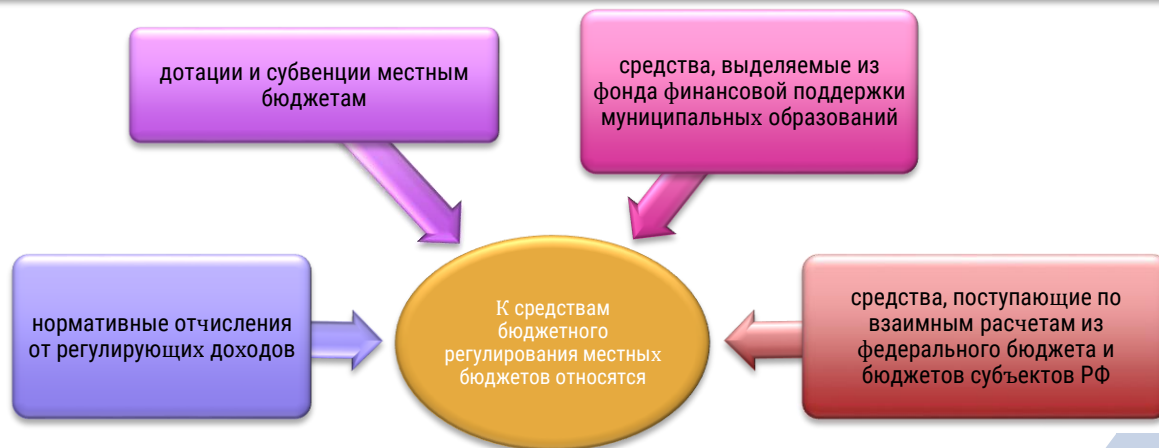 дотации и субвенции местным
бюджетам
средства, выделяемые из
фонда финансовой поддержки
муниципальных образований
нормативные отчисления
от регулирующих доходов
К средствам
бюджетного
регулирования местных
бюджетов относятся
средства, поступающие по
взаимным расчетам из
федерального бюджета и
бюджетов субъектов РФ